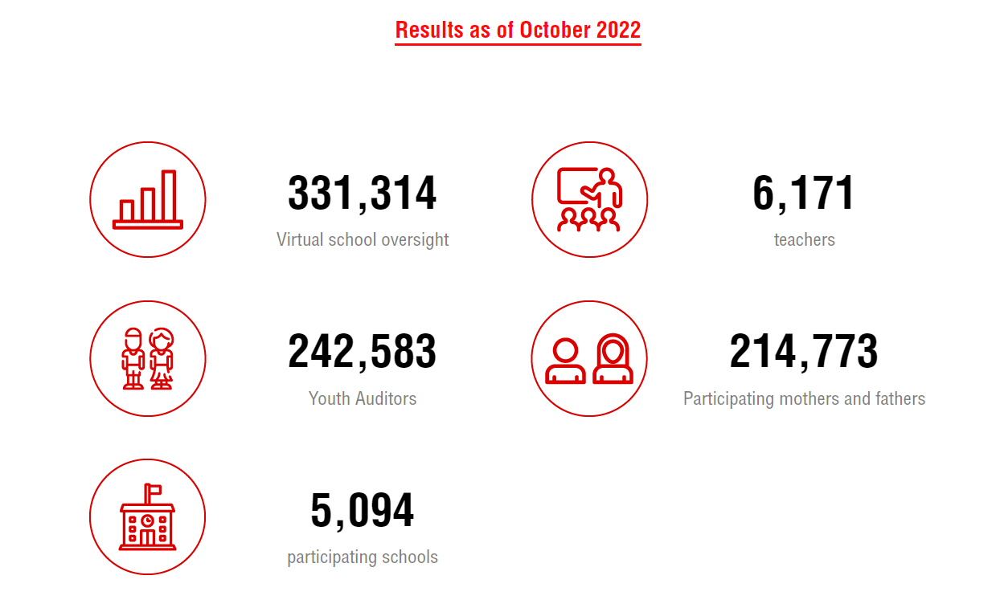 Results as of October 2022
331,314
Virtual school oversight
6,171
teachers
242,583
Youth Auditors
214,773
Participating mothers and fathers
5,094
participating schools